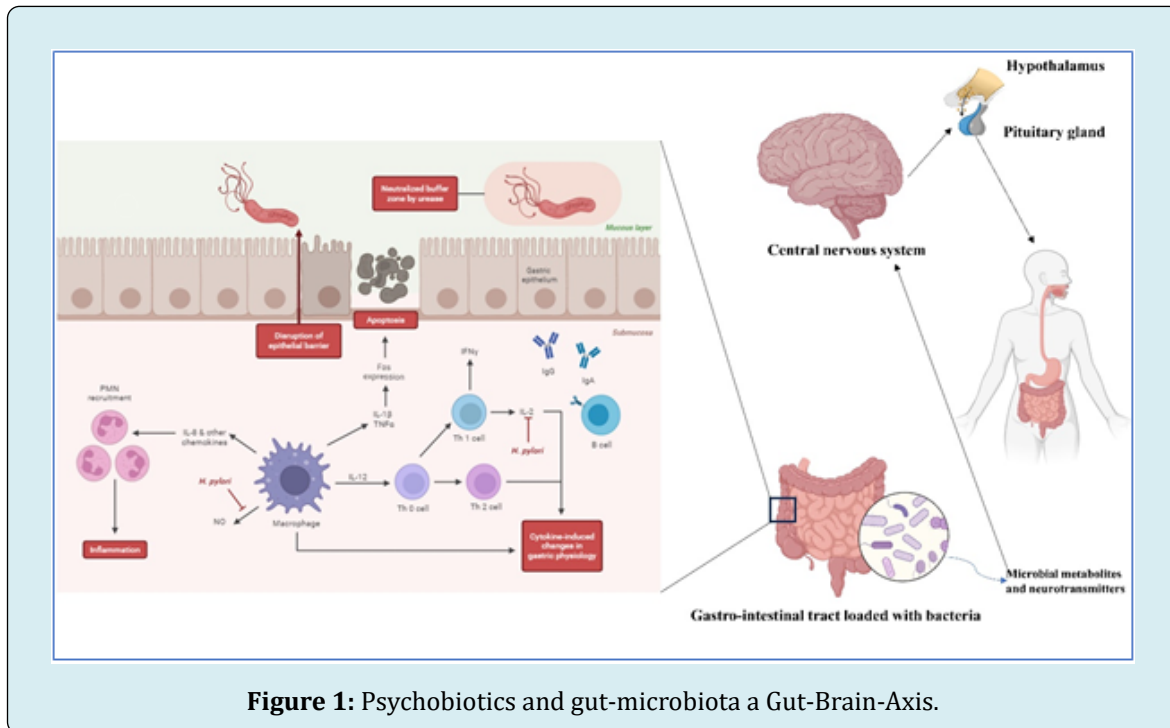 Hypothalamus
Pituitary gland
Central nervous system
Neutralized buffer
zone by urease
Mucous layer
Gastric
epithelium
Disruption of
epithelial barrier
Apoptosis
Submucosa
Fas
expression
IL-1β
TNFα
IFNγ
IgG
IgA
B cell
PMN
recruitment
IL-8 & other
chemokines
H. pylori
NO
Macrophage
IL-12
Th 0 cell
Th 1 cell
Th 2 cell
IL-2
H. pylori
Inflammation
Cytokine-induced
changes in
gastric physiology
Microbial metabolites
and neurotransmitters
Gastro-intestinal tract loaded with bacteria
Figure 1: Psychobiotics and gut-microbiota a Gut-Brain-Axis.